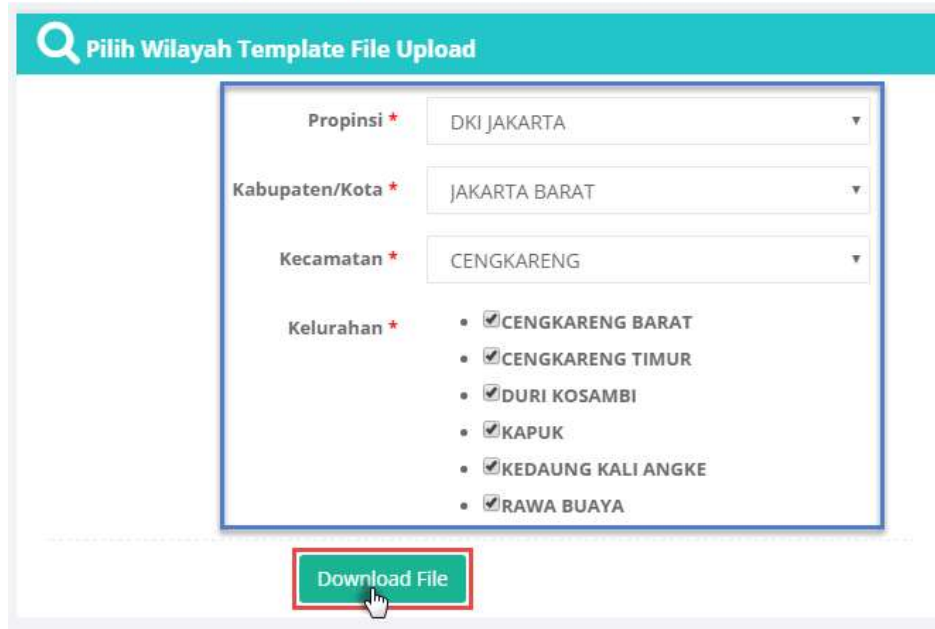 Pilih Wilayah Template File Upload
Propinsi * DKI JAKARTA
Kabupaten/Kota * JAKARTA BARAT
Kecamatan * CENGKARENG
Kelurahan * • CENGKARENG BARAT
• CENGKARENG TIMUR
• DURI KOSAMBI
• KAPUK
• KEDAUNG KALI ANGKE
• RAWA BUAYA
Download File